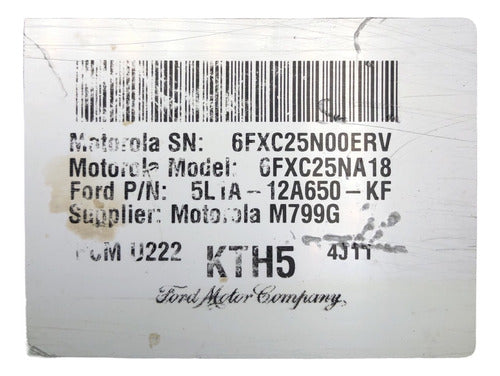 Motorola SN: 6FXC25N00ERV
Motorola Model: 6FXC25NA18
Ford P/N: 5L1A-12A650-KF
Supplier: Motorola M799G
PCM U222 KTH5 4J11
Ford Motor Company,